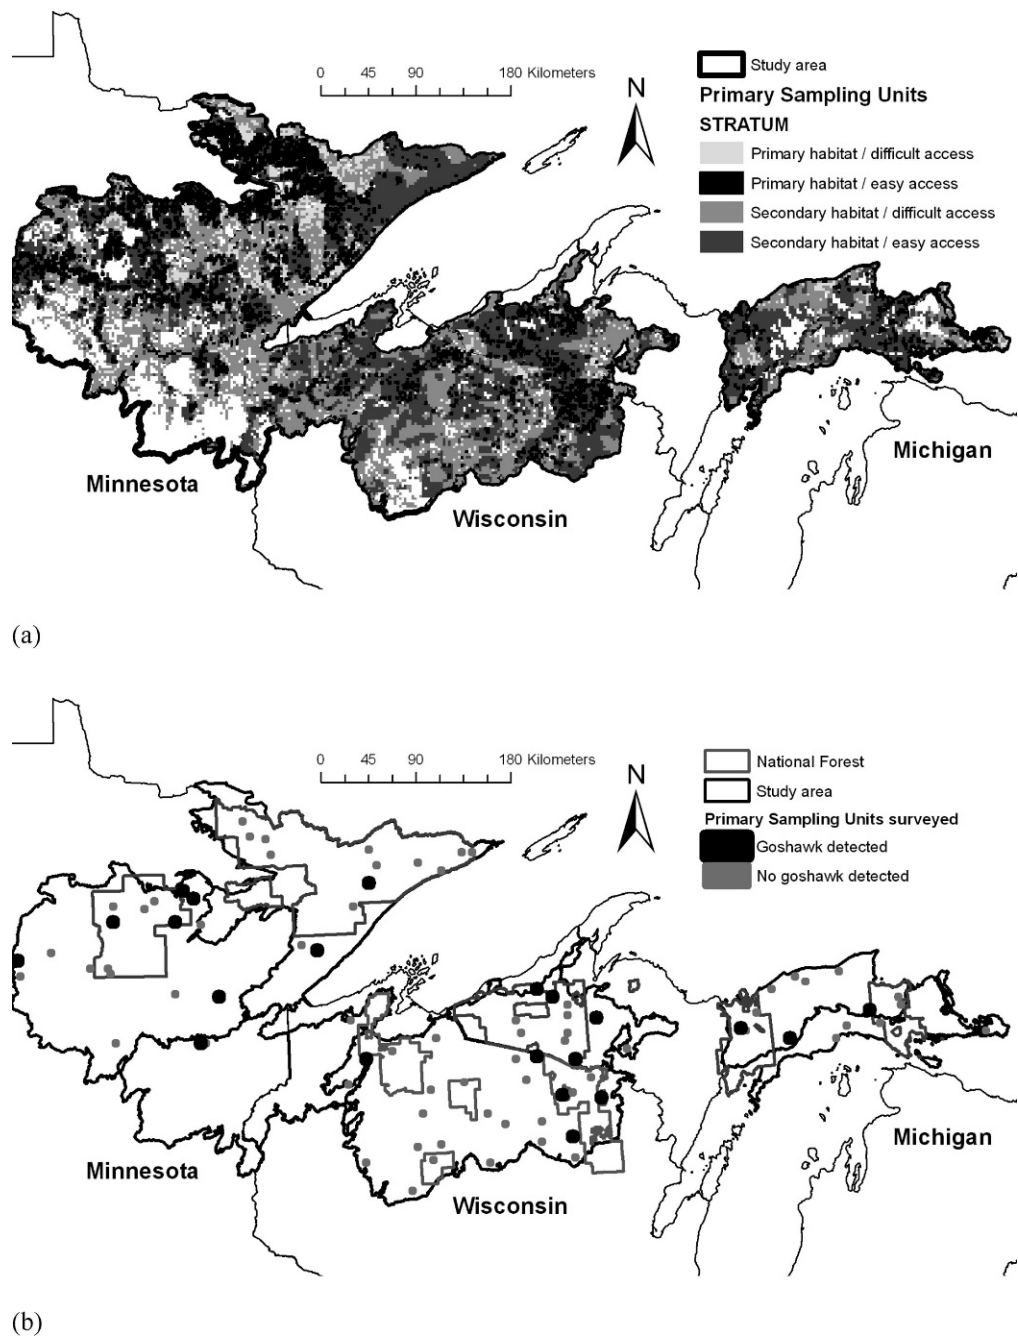 0 45 90 180 Kilometers
N
Study area
Primary Sampling Units
STRATUM
Primary habitat / difficult access
Primary habitat / easy access
Secondary habitat / difficult access
Secondary habitat / easy access
Minnesota
Wisconsin
Michigan
(a)
0 45 90 180 Kilometers
N
National Forest
Study area
Primary Sampling Units surveyed
Goshawk detected
No goshawk detected
Minnesota
Wisconsin
Michigan
(b)